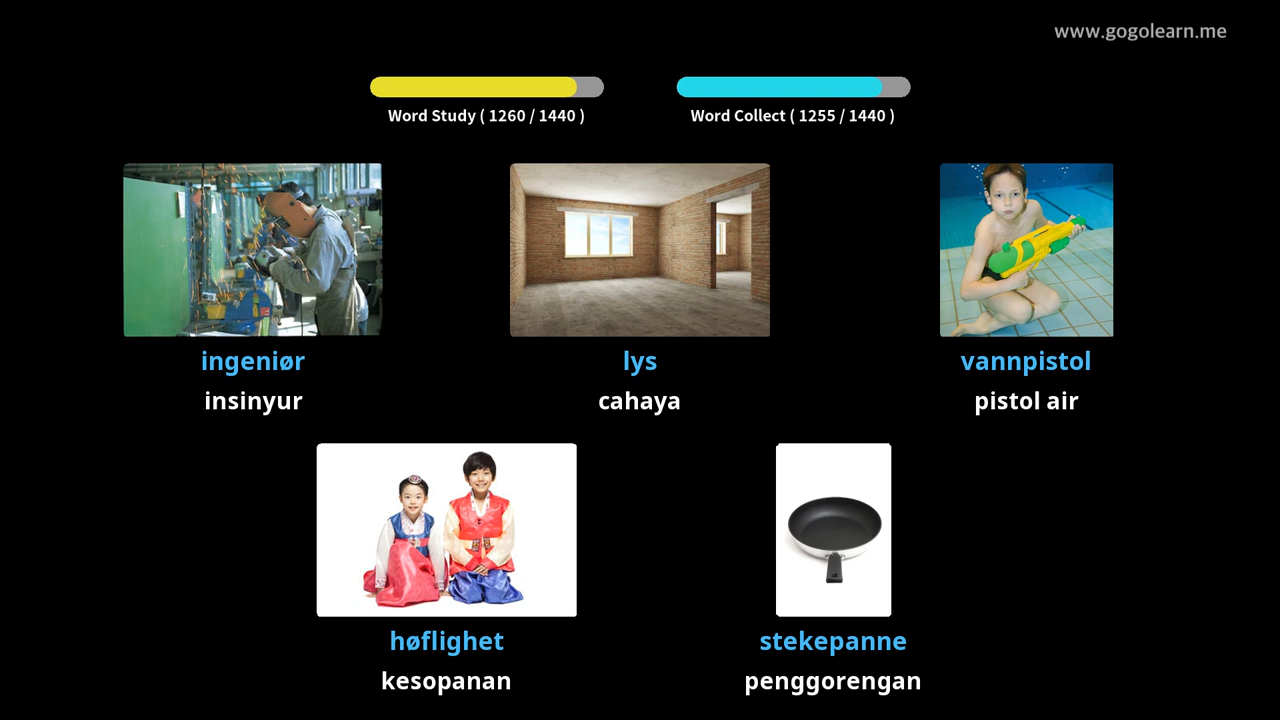 www.gogolearn.me
Word Study ( 1260 / 1440 )
Word Collect ( 1255 / 1440 )
ingeniør
insinyur
lys
cahaya
vannpistol
pistol air
høflighet
kesopanan
stekepanne
penggorengan